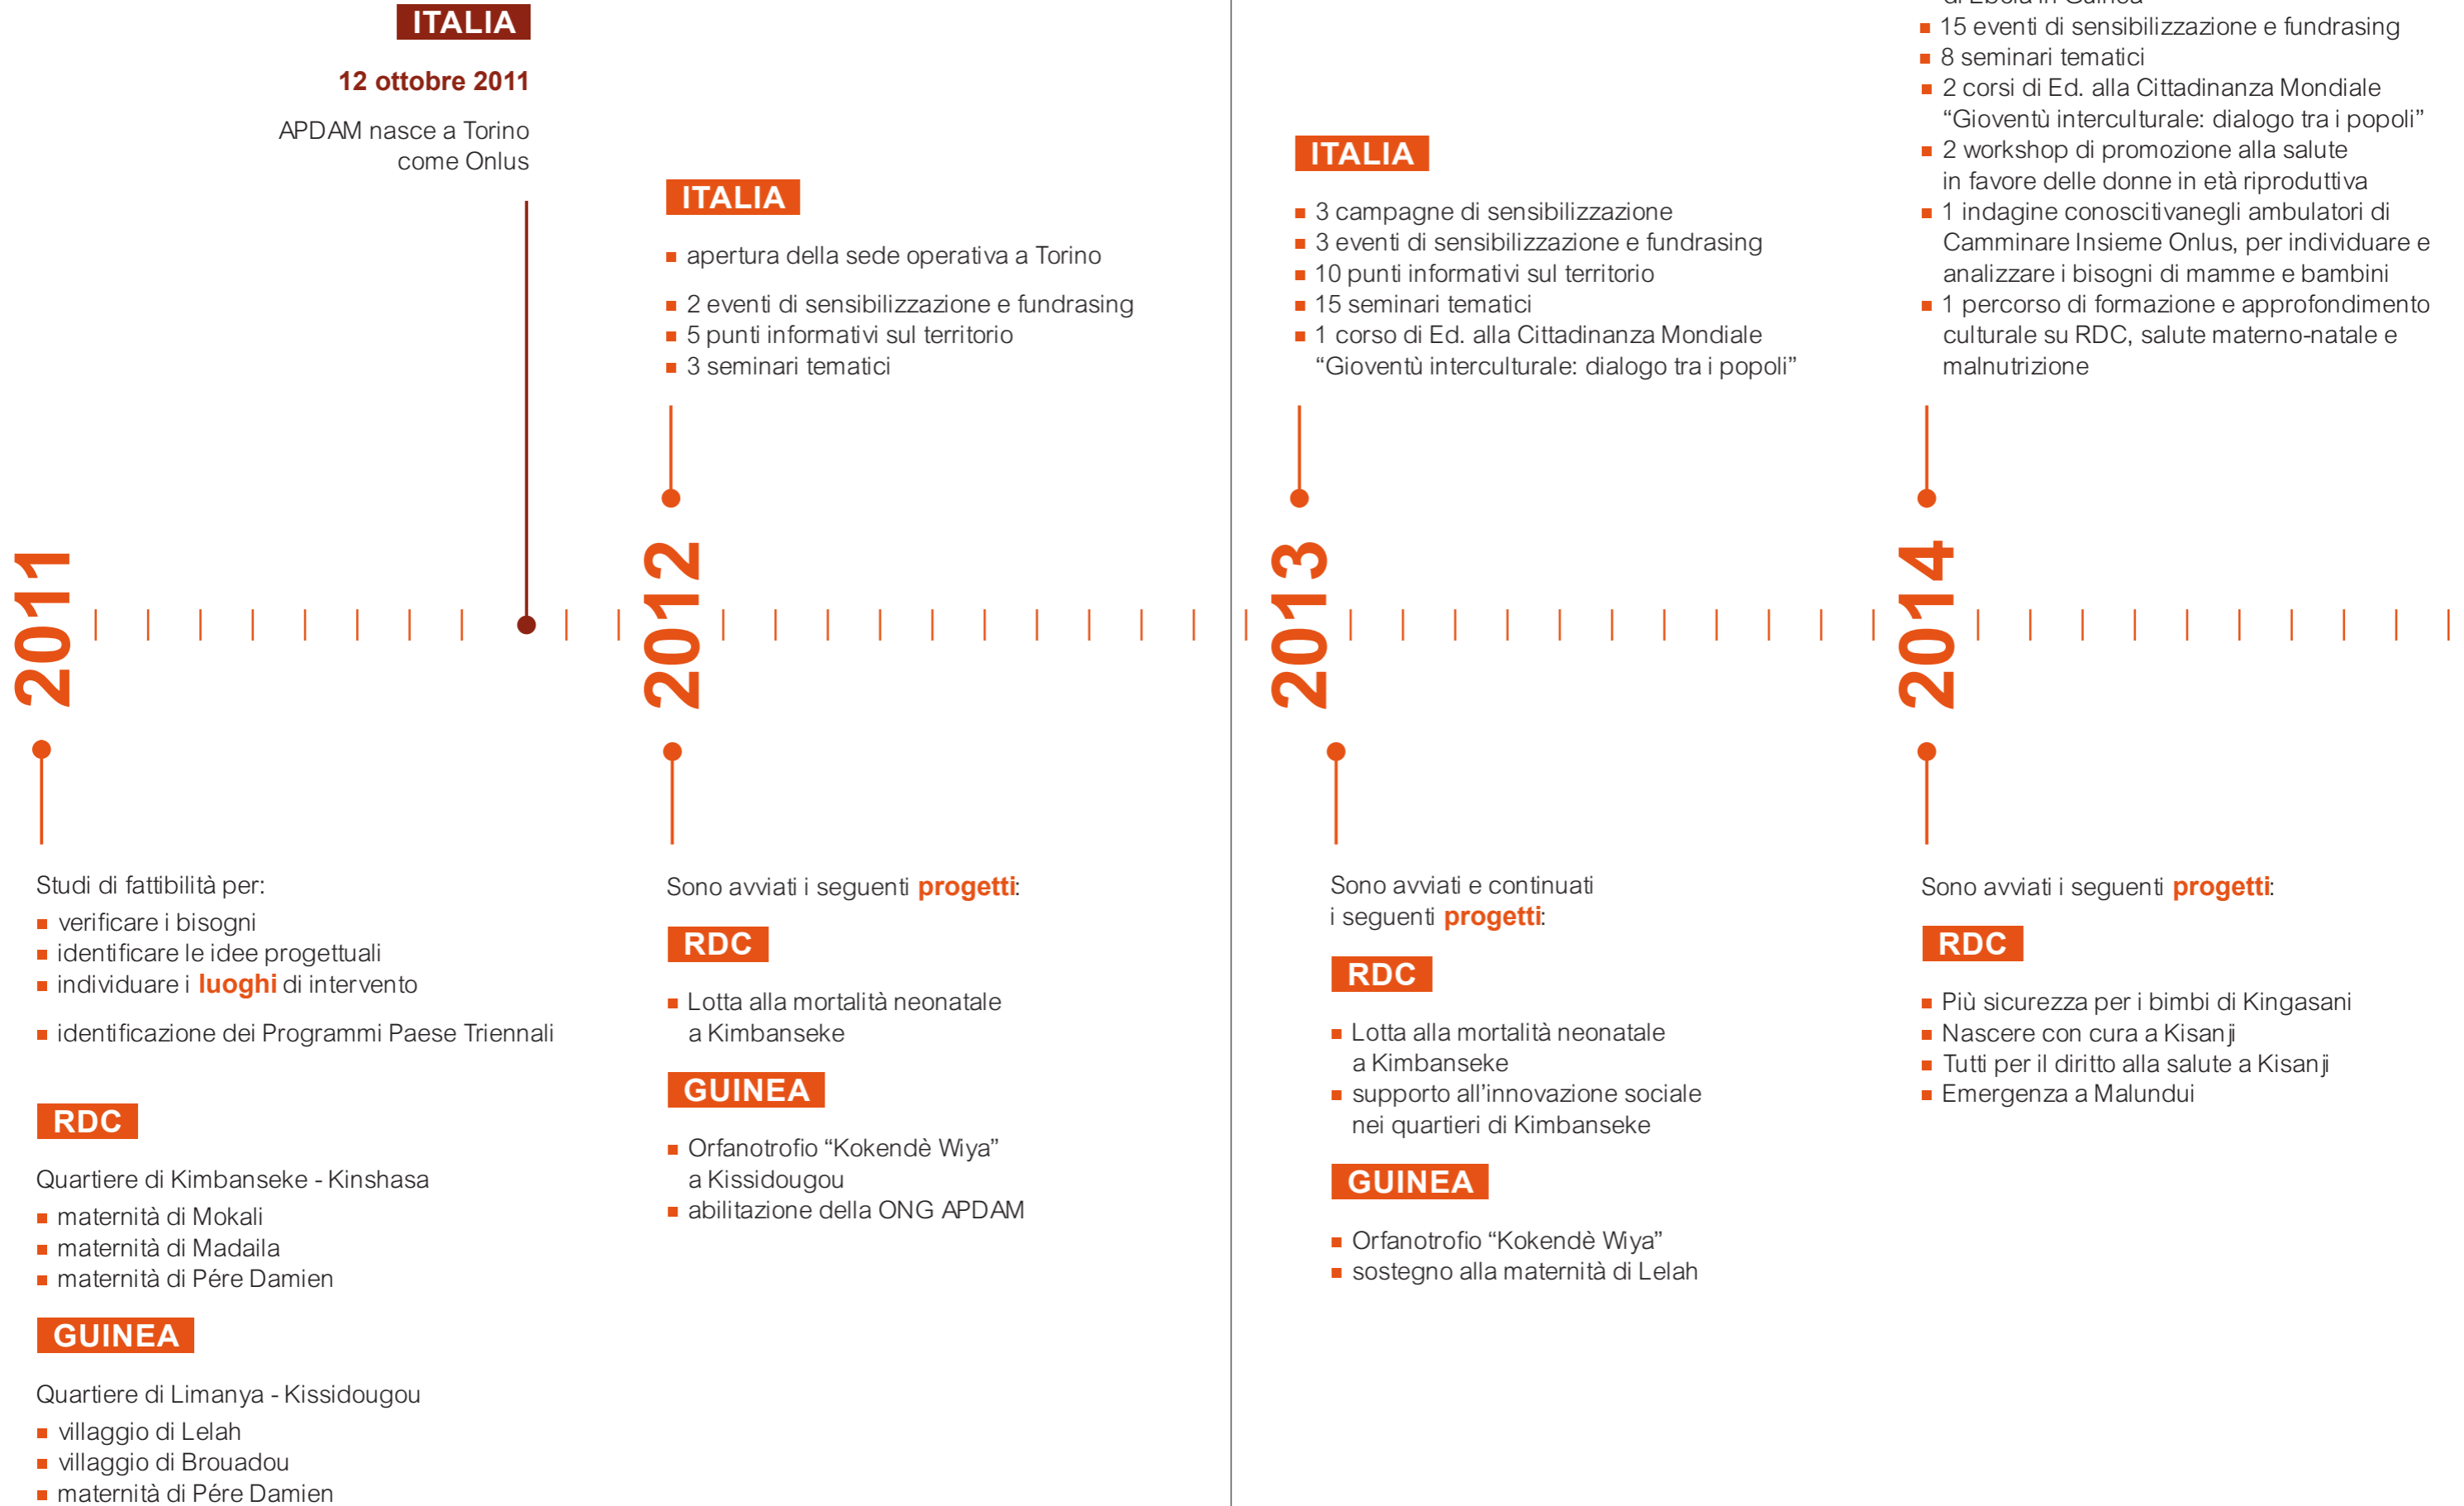 ITALIA
12 ottobre 2011
APDAM nasce a Torino
come Onlus
ITALIA
apertura della sede operativa a Torino
2 eventi di sensibilizzazione e fundrasing
5 punti informativi sul territorio
3 seminari tematici
ITALIA
3 campagne di sensibilizzazione
3 eventi di sensibilizzazione e fundrasing
10 punti informativi sul territorio
15 seminari tematici
1 corso di Ed. alla Cittadinanza Mondiale
“Gioventù interculturale: dialogo tra i popoli”
di Ebola in Guinea
15 eventi di sensibilizzazione e fundrasing
8 seminari tematici
2 corsi di Ed. alla Cittadinanza Mondiale
“Gioventù interculturale: dialogo tra i popoli”
2 workshop di promozione alla salute
in favore delle donne in età riproduttiva
1 indagine conoscitivanegli ambulatori di
Camminare Insieme Onlus, per individuare e
analizzare i bisogni di mamme e bambini
1 percorso di formazione e approfondimento
culturale su RDC, salute materno-natale e
malnutrizione
2011
2012
2013
2014
Studi di fattibilità per:
verificare i bisogni
identificare le idee progettuali
individuare i luoghi di intervento
identificazione dei Programmi Paese Triennali
RDC
Quartiere di Kimbanseke - Kinshasa
maternità di Mokali
maternità di Madaila
maternità di Pére Damien
GUINEA
Quartiere di Limanya - Kissidougou
villaggio di Lelah
villaggio di Brouadou
maternità di Pére Damien
Sono avviati i seguenti progetti:
RDC
Lotta alla mortalità neonatale
a Kimbanseke
GUINEA
Orfanotrofio “Kokendè Wiya”
a Kissidougou
abilitazione della ONG APDAM
Sono avviati e continuati
i seguenti progetti:
RDC
Lotta alla mortalità neonatale
a Kimbanseke
supporto all’innovazione sociale
nei quartieri di Kimbanseke
GUINEA
Orfanotrofio “Kokendè Wiya”
sostegno alla maternità di Lelah
Sono avviati i seguenti progetti:
RDC
Più sicurezza per i bimbi di Kingasani
Nascere con cura a Kisanji
Tutti per il diritto alla salute a Kisanji
Emergenza a Malundui